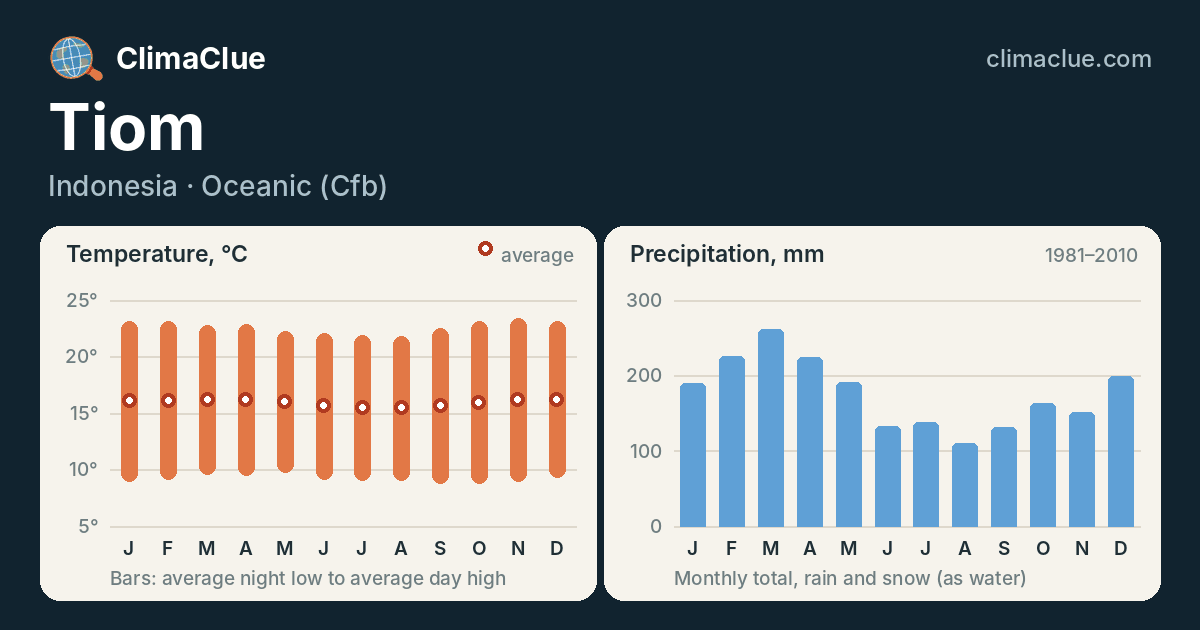 ClimaClue
climaclue.com
Tiom
Indonesia · Oceanic (Cfb)
Temperature, °C
average
25°
20°
15°
10°
5°
J F M A M J J A S O N D
Bars: average night low to average day high
Precipitation, mm
1981–2010
300
200
100
0
J F M A M J J A S O N D
Monthly total, rain and snow (as water)